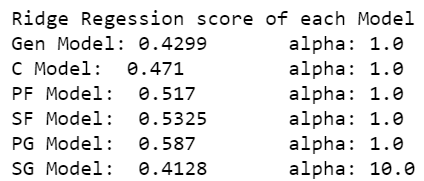 Ridge Regression score of each Model
Gen Model: 0.4299 alpha: 1.0
C Model: 0.471 alpha: 1.0
PF Model: 0.517 alpha: 1.0
SF Model: 0.5325 alpha: 1.0
PG Model: 0.587 alpha: 1.0
SG Model: 0.4128 alpha: 10.0